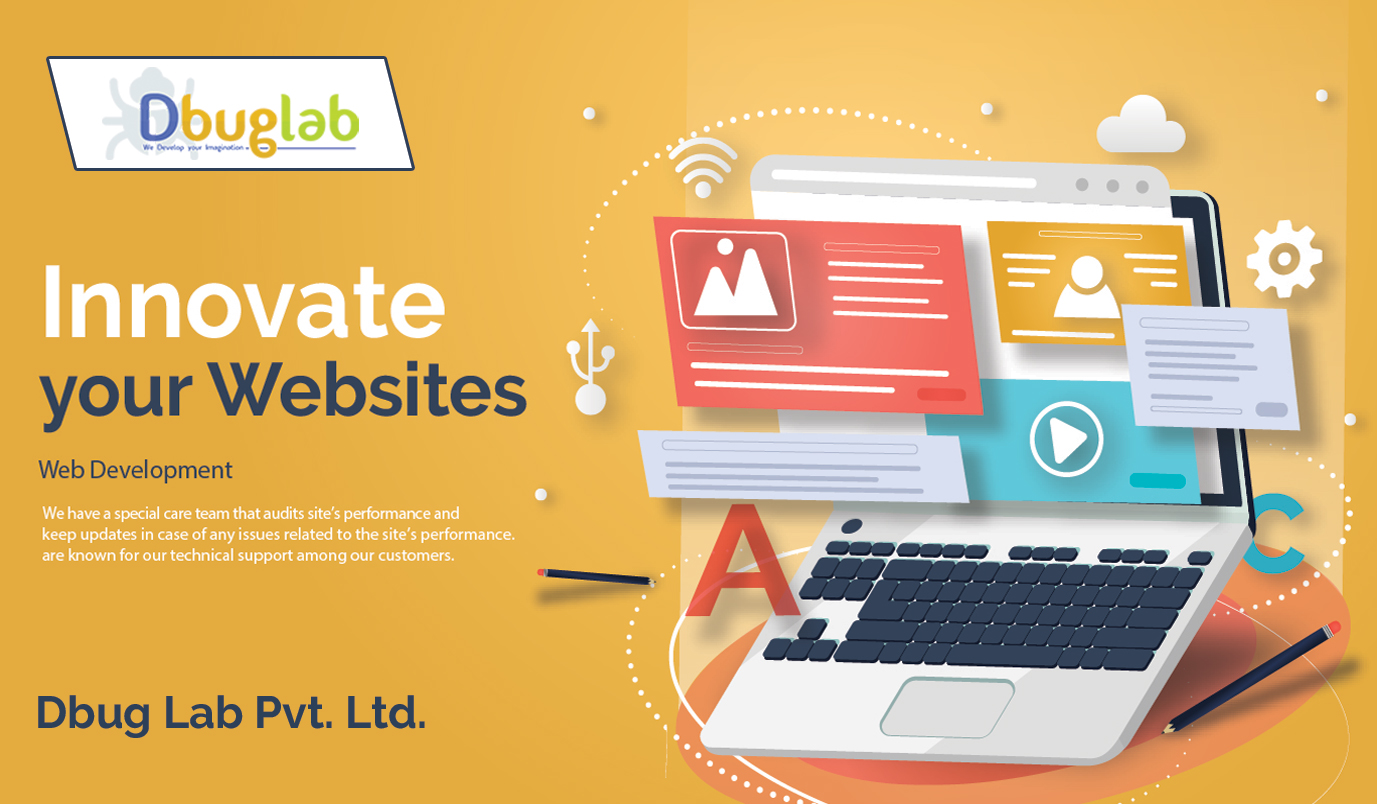 Dbuglab
We Develop your Imagination
Innovate
your Websites
Web Development
We have a special care team that audits site's performance and
keep updates in case of any issues related to the site's performance.
are known for our technical support among our customers.
A
C
Dbug Lab Pvt. Ltd.